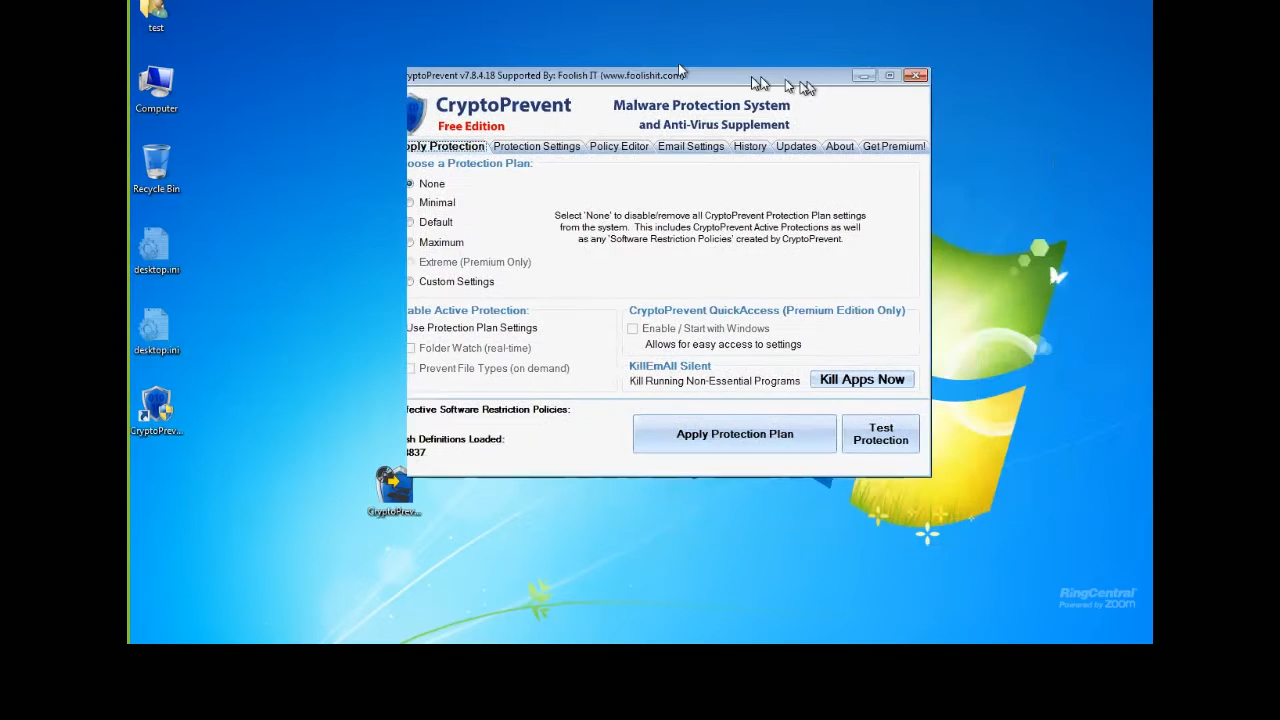 test
Computer
Recycle Bin
desktop.ini
desktop.ini
CryptoPrev...
CryptoPrev...
yptoPrevent v7.8.4.18 Supported By: Foolish IT (www.foolishit.com)
CryptoPrevent
Free Edition
Malware Protection System
and Anti-Virus Supplement
pply Protection Protection Settings Policy Editor Email Settings History Updates About Get Premium!
oose a Protection Plan:
None
Minimal
Default
Maximum
Extreme (Premium Only)
Custom Settings
Select 'None' to disable/remove all CryptoPrevent Protection Plan settings
from the system. This includes CryptoPrevent Active Protections as well
as any 'Software Restriction Policies' created by CryptoPrevent.
able Active Protection:
Use Protection Plan Settings
Folder Watch (real-time)
Prevent File Types (on demand)
CryptoPrevent QuickAccess (Premium Edition Only)
Enable / Start with Windows
Allows for easy access to settings
KillEmAll Silent
Kill Running Non-Essential Programs
Kill Apps Now
fective Software Restriction Policies:
sh Definitions Loaded:
3837
Apply Protection Plan
Test
Protection
RingCentral
Powered by zoom